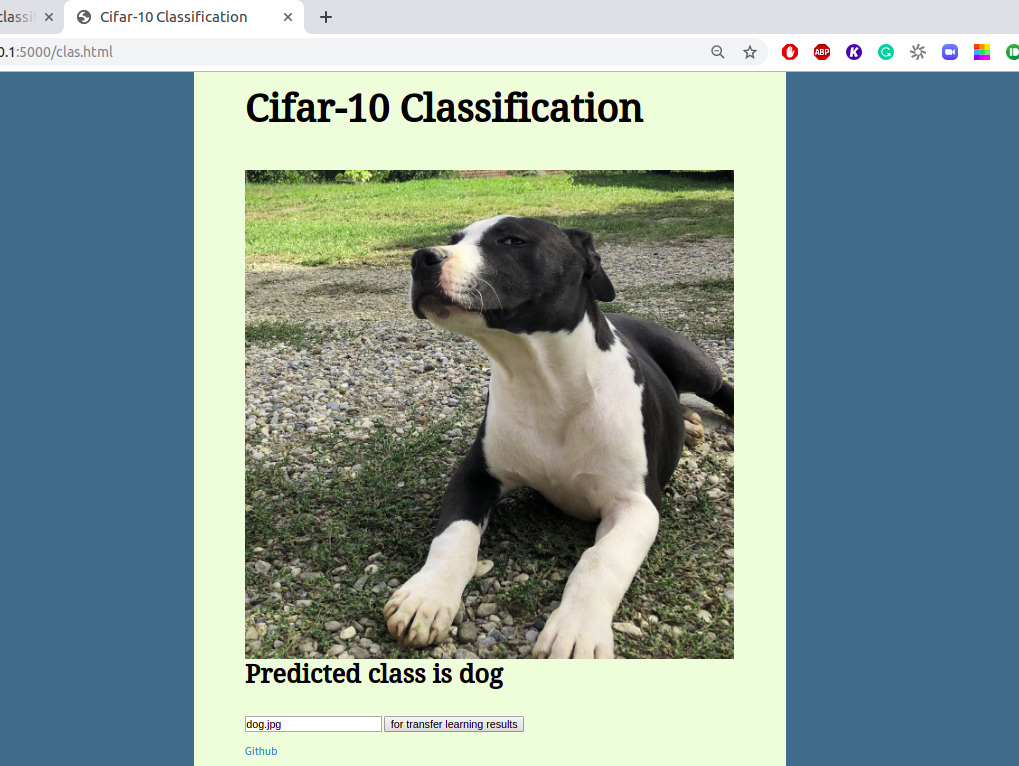 classi
Cifar-10 Classification
0.1:5000/clas.html
ABP
K
G
Cifar-10 Classification
Predicted class is dog
dog.jpg
for transfer learning results
Github